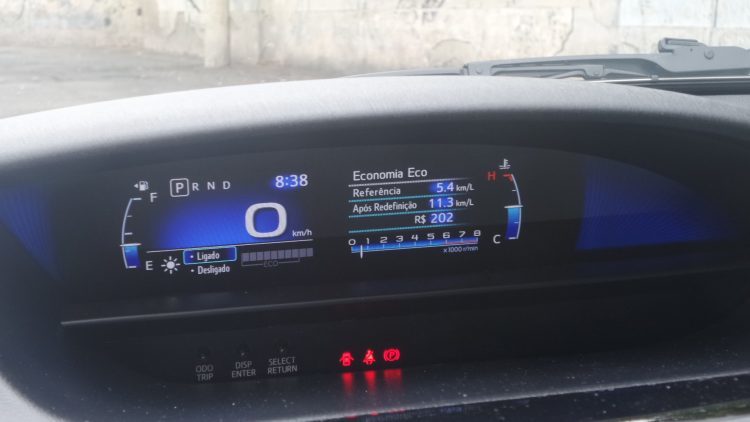 F
P R N D
8:38
0
km/h
E
• Ligado
• Desligado
ECO
Economia Eco
Referência 5.4 km/L
Após Redefinição 11.3 km/L
R$ 202
0 1 2 3 4 5 6 7 8
x 1000 r/min
H
C
ODO
TRIP
DISP
ENTER
SELECT
RETURN
P